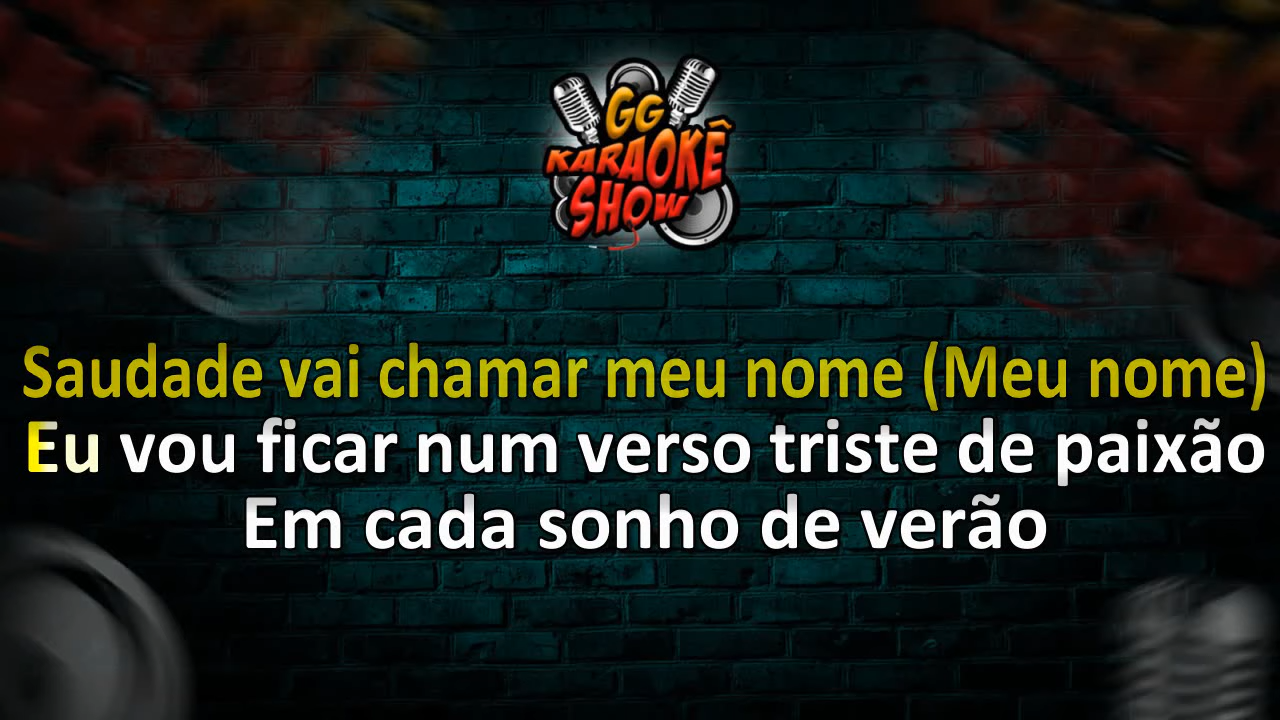 GG
KARAOKÊ
SHOW
Saudade vai chamar meu nome (Meu nome)
Eu vou ficar num verso triste de paixão
Em cada sonho de verão